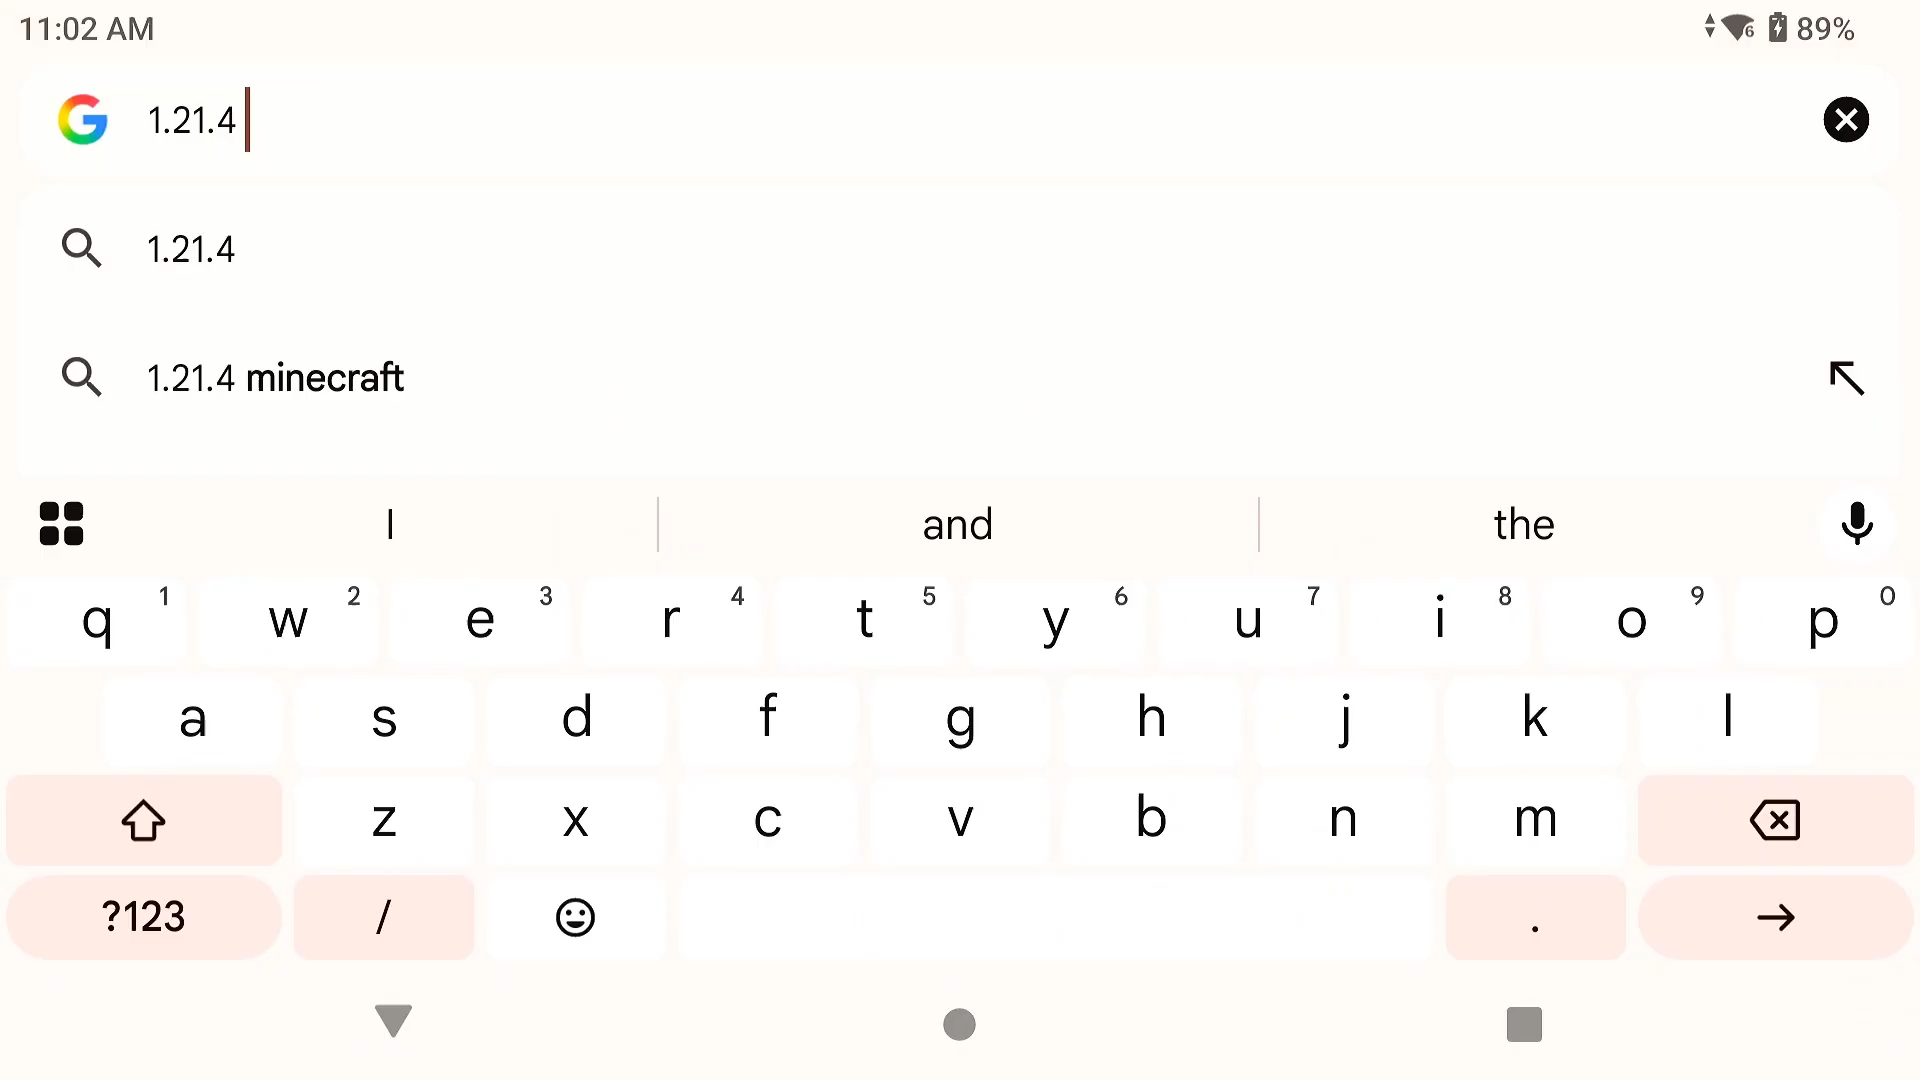 11:02 AM
6 89%
1.21.4
1.21.4
1.21.4 minecraft
I and the
q 1 w 2 e 3 r 4 t 5 y 6 u 7 i 8 o 9 p 0
a s d f g h j k l
z x c v b n m
?123 / .